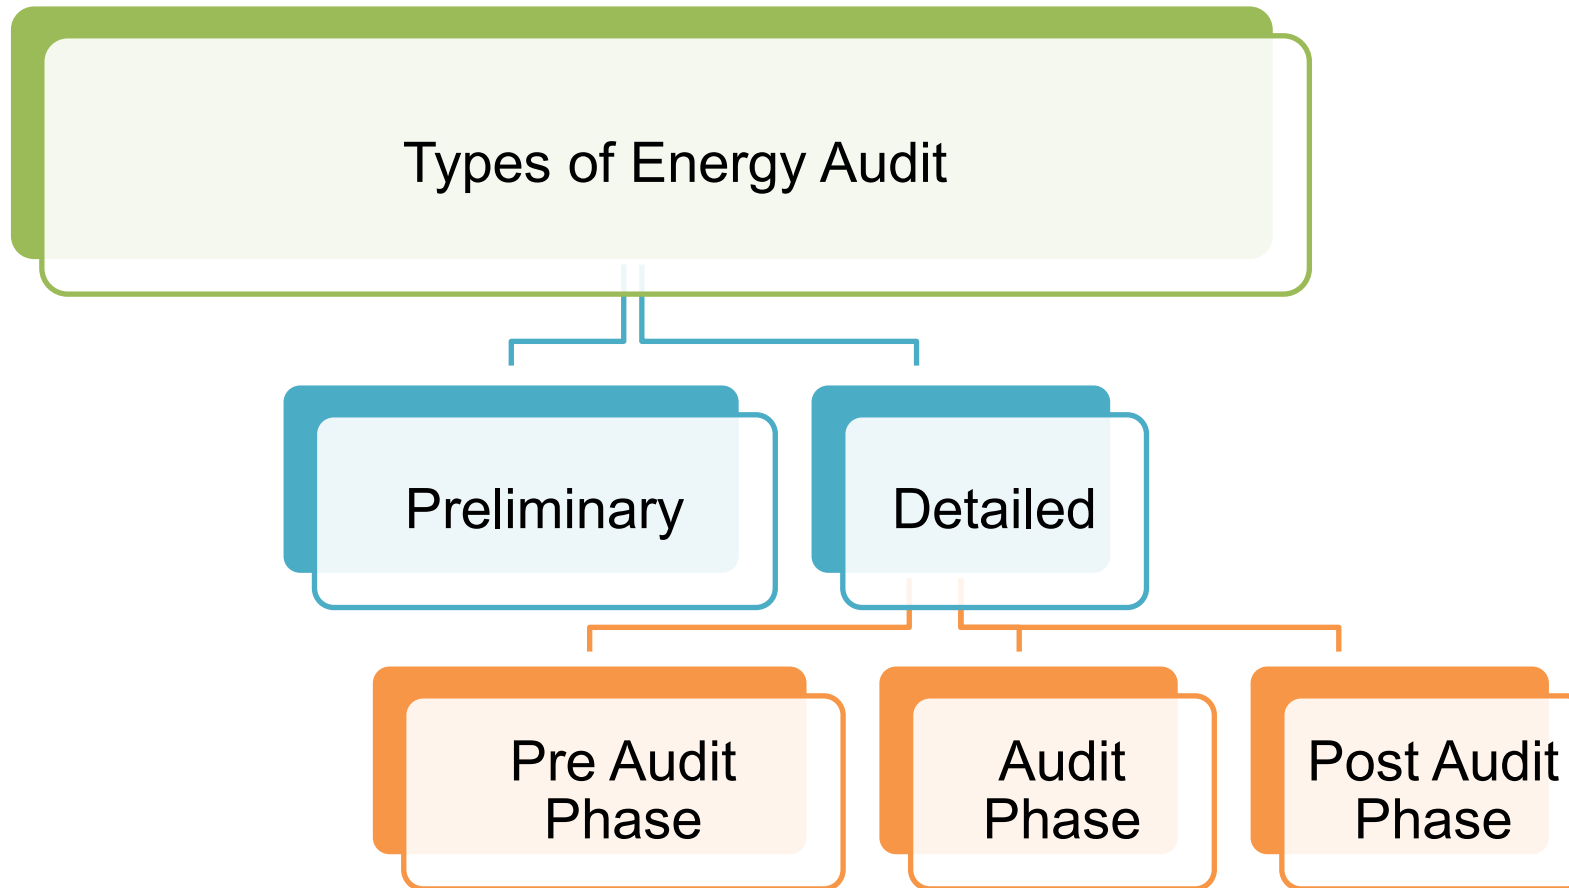 Types of Energy Audit
Preliminary
Detailed
Pre Audit
Phase
Audit
Phase
Post Audit
Phase